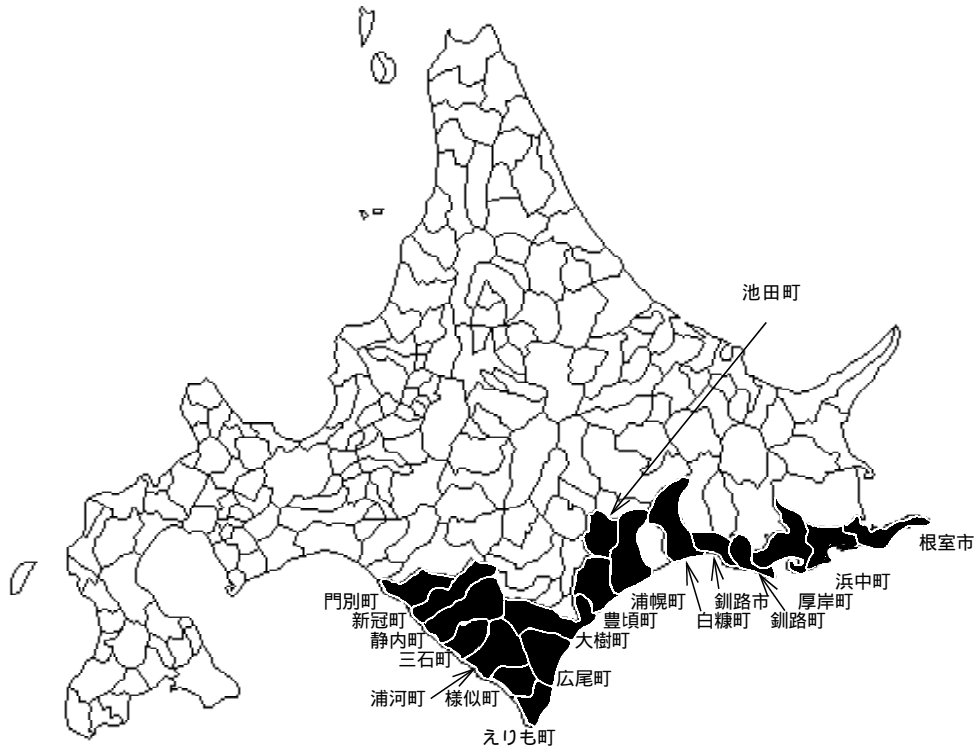 池田町
根室市
浜中町
門別町
浦幌町
釧路市
厚岸町
新冠町
豊頃町
白糠町
釧路町
静内町
大樹町
三石町
広尾町
浦河町
様似町
えりも町